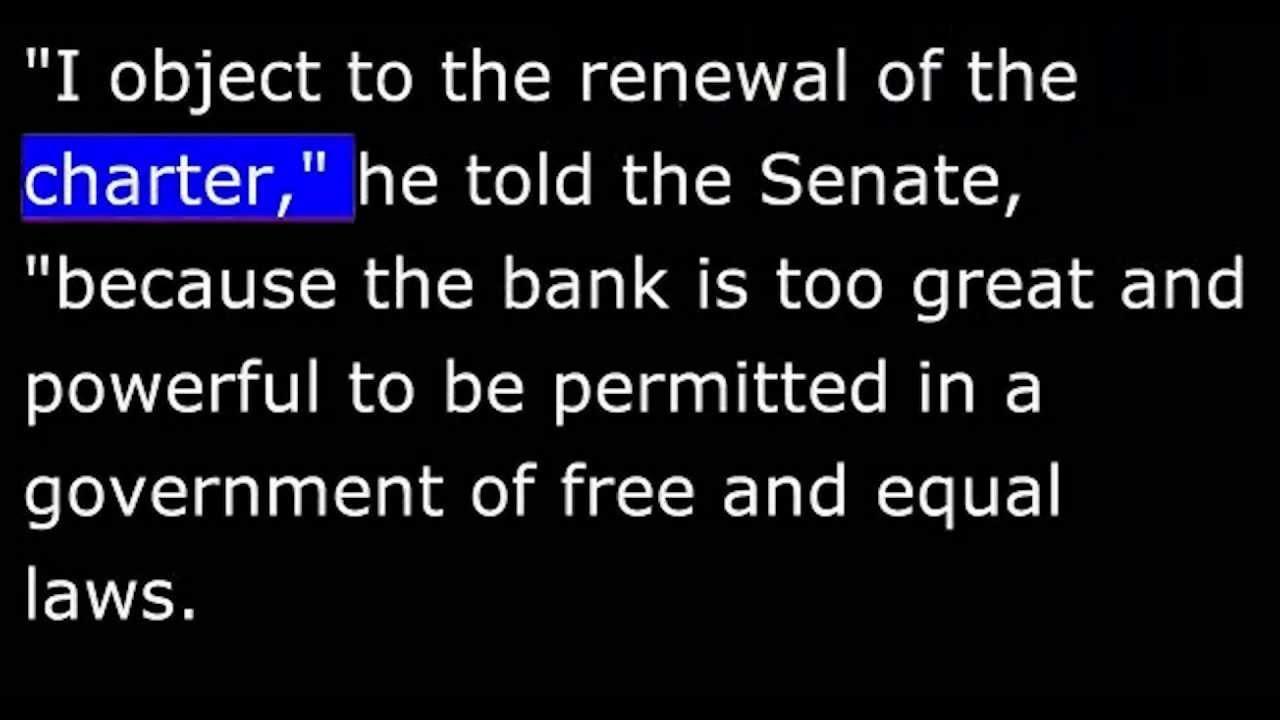 "I object to the renewal of the
charter," he told the Senate,
"because the bank is too great and
powerful to be permitted in a
government of free and equal
laws.